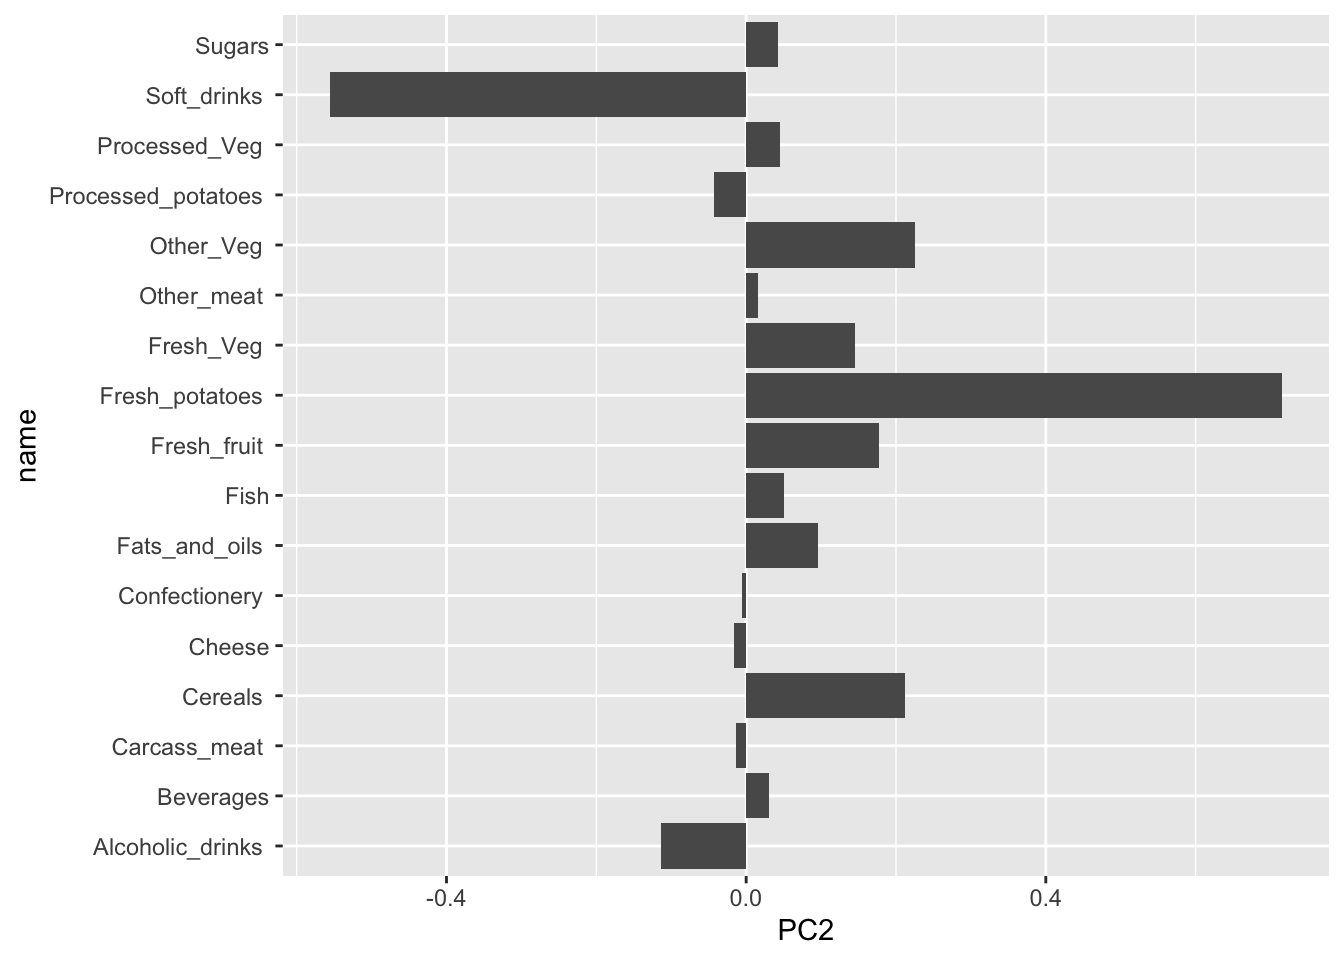 Sugars
Soft_drinks
Processed_Veg
Processed_potatoes
Other_Veg
Other_meat
Fresh_Veg
Fresh_potatoes
Fresh_fruit
Fish
Fats_and_oils
Confectionery
Cheese
Cereals
Carcass_meat
Beverages
Alcoholic_drinks
name
-0.4 0.0 0.4
PC2